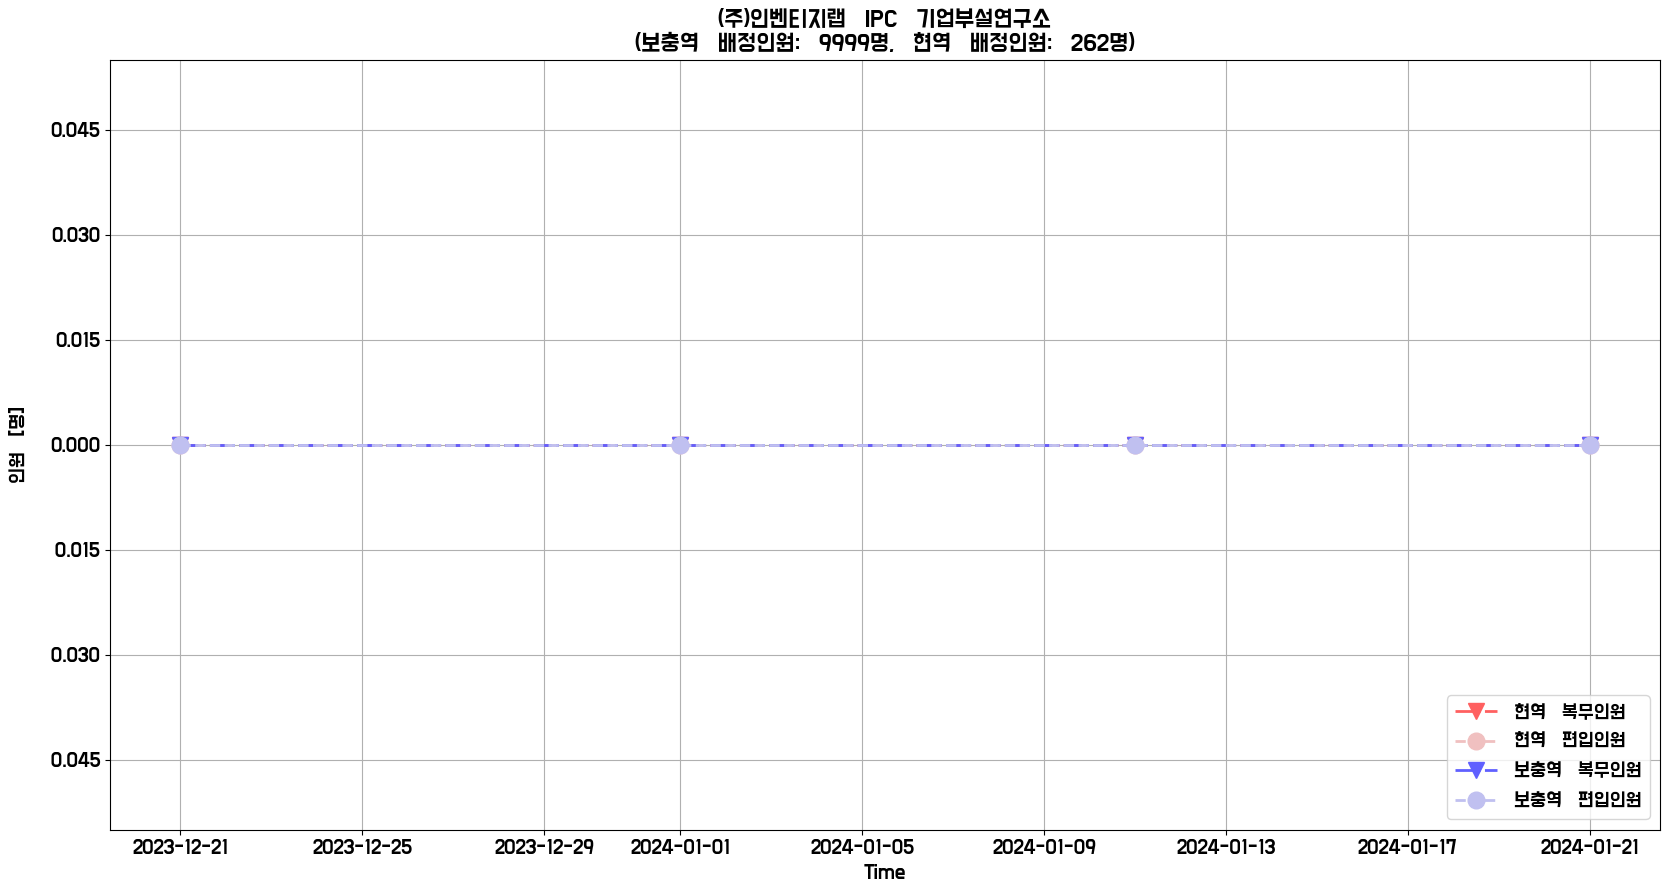 (주)인벤티지랩 IPC 기업부설연구소
(보충역 배정인원: 9999명, 현역 배정인원: 262명)
0.045
0.030
0.015
0.000
0.015
0.030
0.045
인원 [명]
현역 복무인원
현역 편입인원
보충역 복무인원
보충역 편입인원
2023-12-21 2023-12-25 2023-12-29 2024-01-01 2024-01-05 2024-01-09 2024-01-13 2024-01-17 2024-01-21
Time